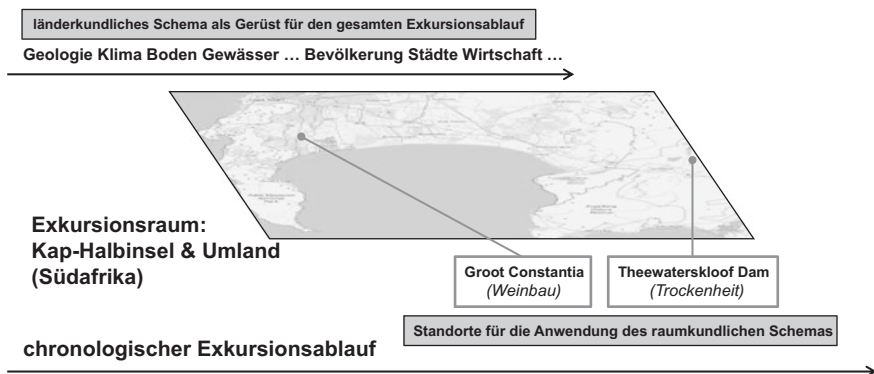 länderkundliches Schema als Gerüst für den gesamten Exkursionsablauf
Geologie Klima Boden Gewässer … Bevölkerung Städte Wirtschaft …
Exkursionsraum:
Kap-Halbinsel & Umland
(Südafrika)
Groot Constantia
(Weinbau)
Theewaterskloof Dam
(Trockenheit)
Standorte für die Anwendung des raumkundlichen Schemas
chronologischer Exkursionsablauf